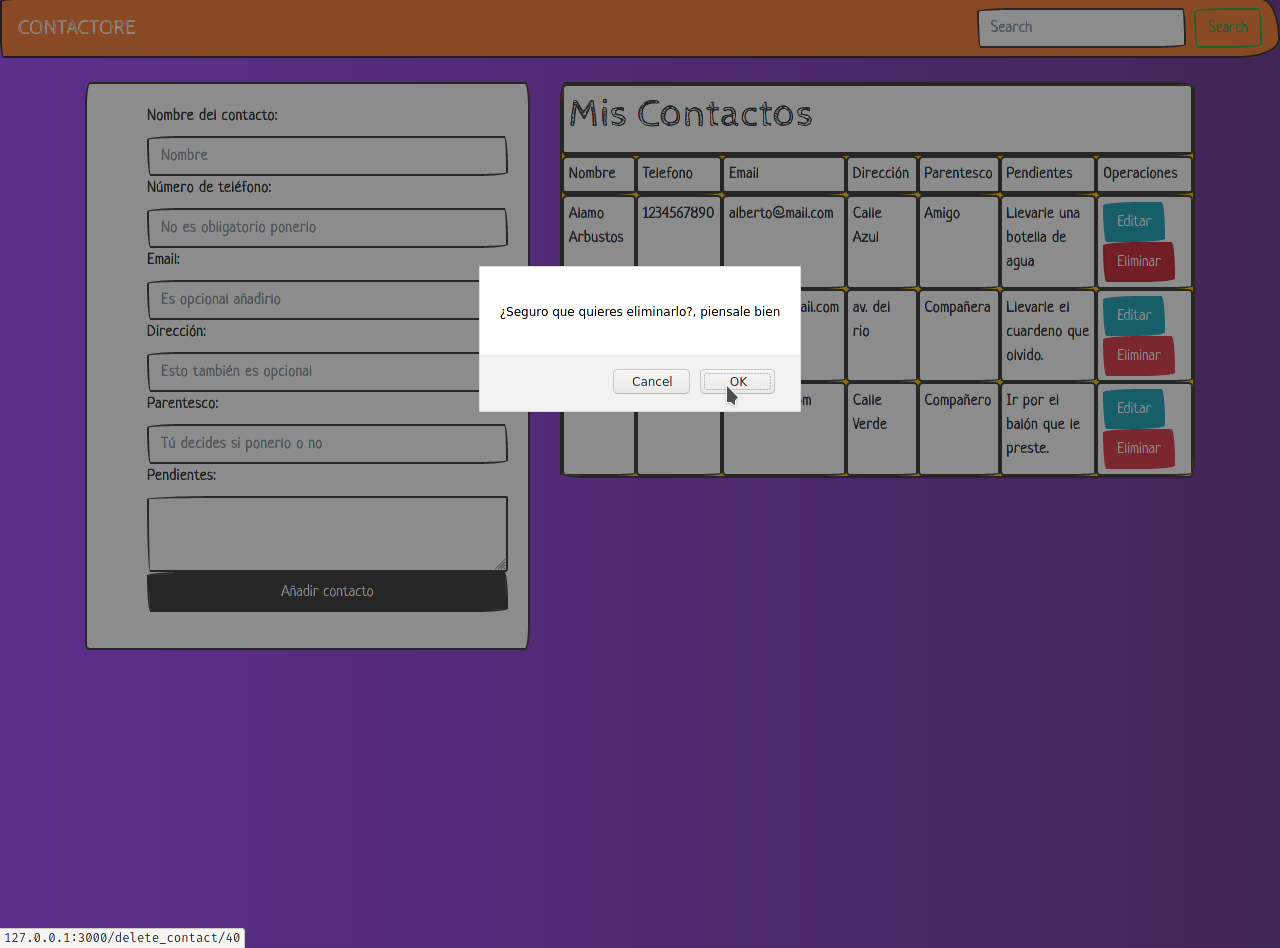 CONTACTORE
Search
Search
Nombre del contacto:
Nombre
Número de teléfono:
No es obligatorio ponerlo
Email:
Es opcional añadirlo
Dirección:
Esto también es opcional
Parentesco:
Tú decides si ponerlo o no
Pendientes:
Añadir contacto
Mis Contactos
Nombre Telefono Email Dirección Parentesco Pendientes Operaciones
Alamo
Arbustos
1234567890
alberto@mail.com
Calle
Azul
Amigo
Llevarle una
botella de
agua
Editar
Eliminar
ail.com
av. del
rio
Compañera
Llevarle el
cuardeno que
olvido.
Editar
Eliminar
m
Calle
Verde
Compañero
Ir por el
balón que le
preste.
Editar
Eliminar
¿Seguro que quieres eliminarlo?, piensale bien
Cancel
OK
127.0.0.1:3000/delete_contact/40